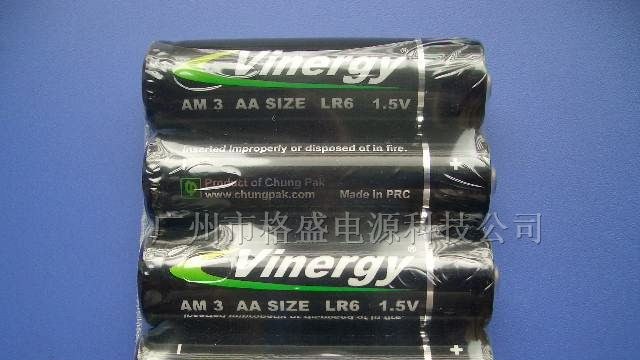 Vinergy
AM 3 AA SIZE LR6 1.5V
Inserted improperly or disposed of in fire.
+
Product of Chung Pak
www.chungpak.com Made in PRC
广州市格盛电源科技公司
Vinergy
AM 3 AA SIZE LR6 1.5V